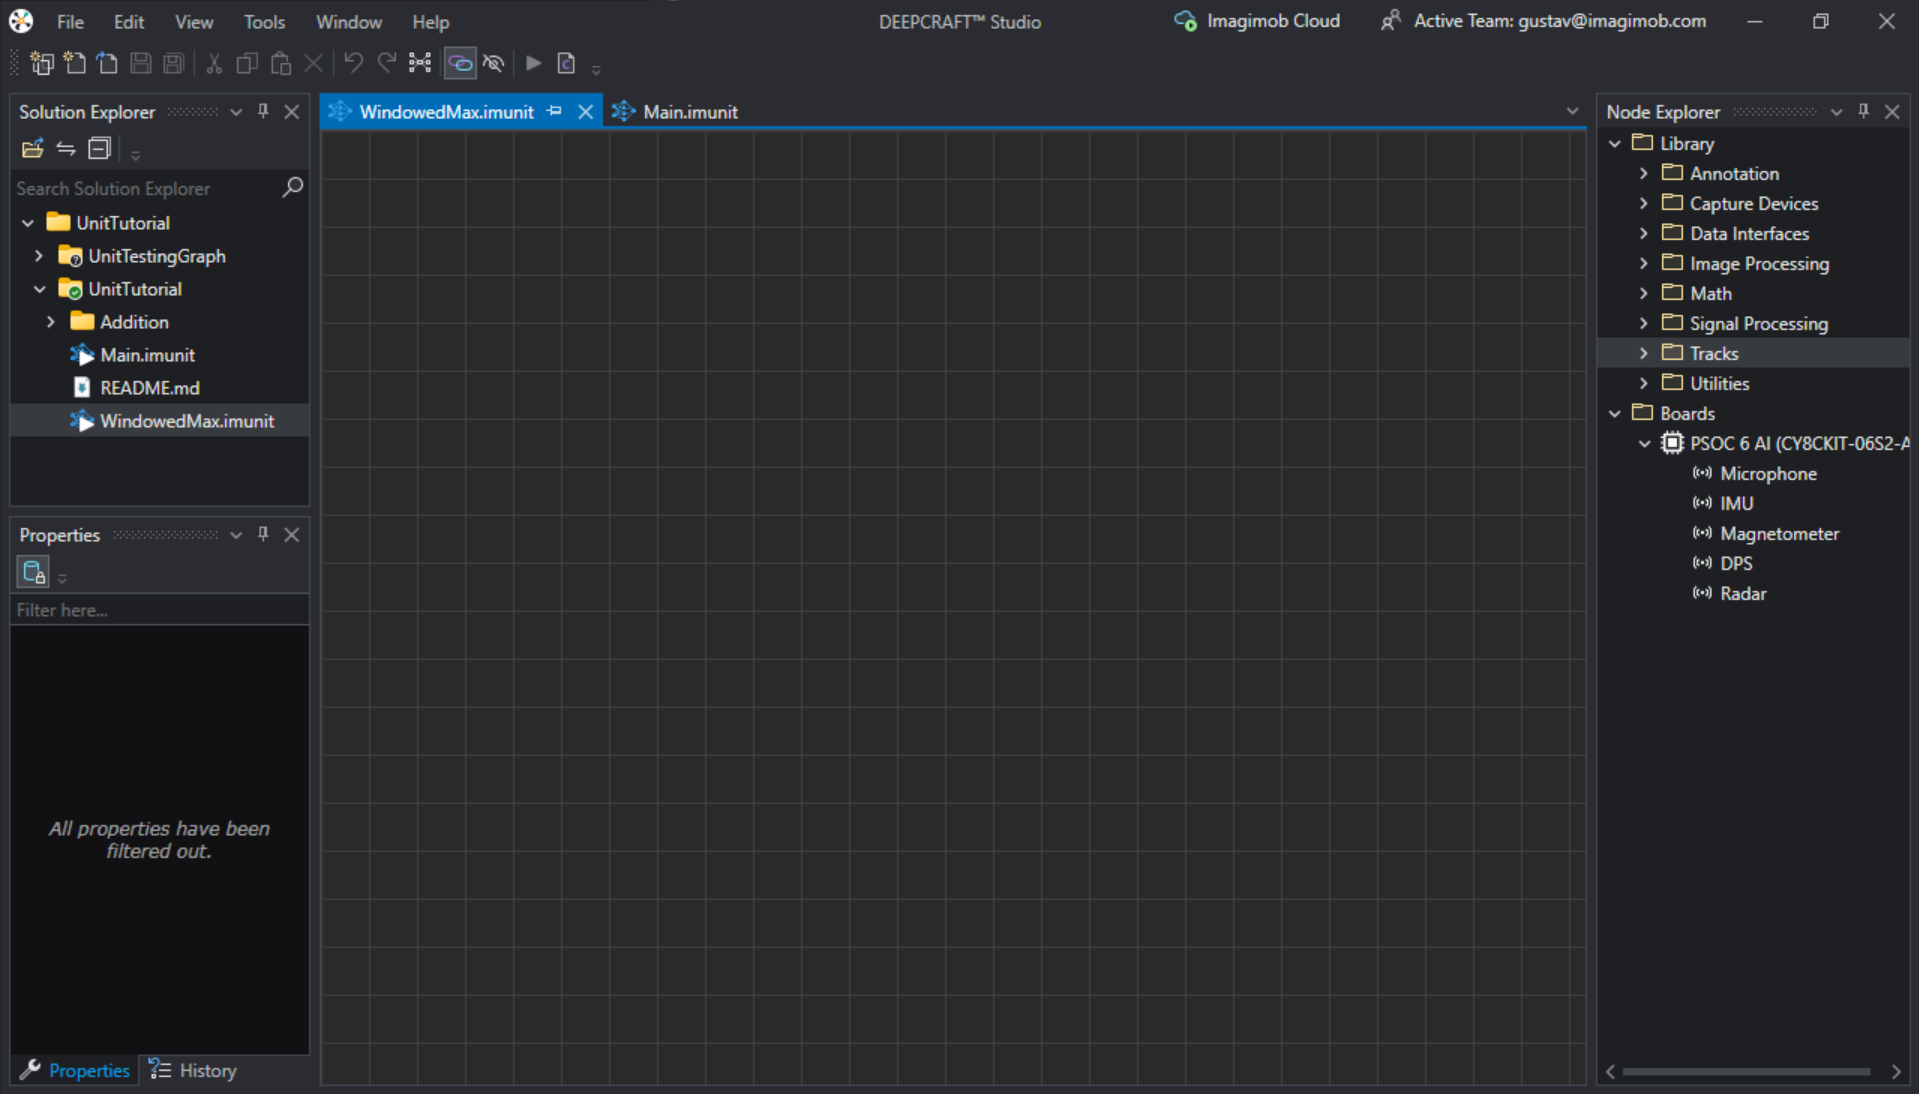 File Edit View Tools Window Help
DEEPCRAFT™ Studio
Imagimob Cloud
Active Team: gustav@imagimob.com
Solution Explorer
Search Solution Explorer
UnitTutorial
UnitTestingGraph
UnitTutorial
Addition
Main.imunit
README.md
WindowedMax.imunit
Properties
Filter here...
All properties have been
filtered out.
Properties
History
WindowedMax.imunit
Main.imunit
Node Explorer
Library
Annotation
Capture Devices
Data Interfaces
Image Processing
Math
Signal Processing
Tracks
Utilities
Boards
PSOC 6 AI (CY8CKIT-06S2-A
Microphone
IMU
Magnetometer
DPS
Radar